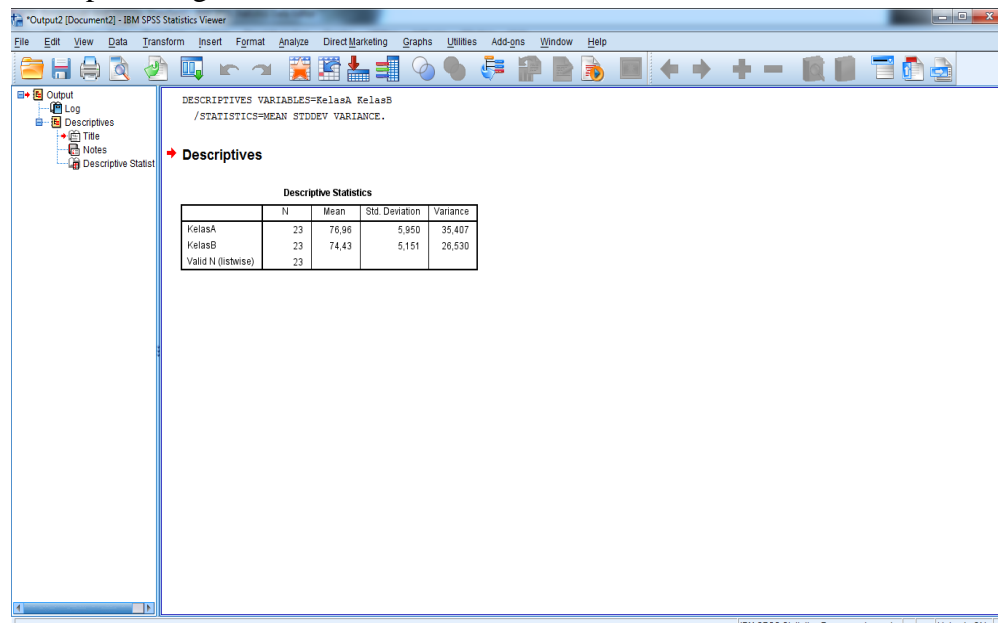 *Output2 [Document2] - IBM SPSS Statistics Viewer
File Edit View Data Transform Insert Format Analyze Direct Marketing Graphs Utilities Add-ons Window Help
Output
Log
Descriptives
Title
Notes
Descriptive Statist
DESCRIPTIVES VARIABLES=KelasA KelasB
/STATISTICS=MEAN STDDEV VARIANCE.
Descriptives
Descriptive Statistics
N Mean Std. Deviation Variance
KelasA 23 76,96 5,950 35,407
KelasB 23 74,43 5,151 26,530
Valid N (listwise) 23